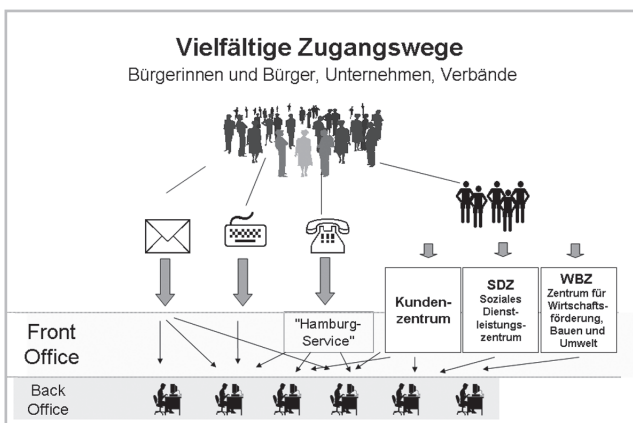 Vielfältige Zugangswege
Bürgerinnen und Bürger, Unternehmen, Verbände
Kunden-
zentrum
SDZ
Soziales
Dienst-
leistungs-
zentrum
WBZ
Zentrum für
Wirtschafts-
förderung,
Bauen und
Umwelt
"Hamburg-
Service"
Front
Office
Back
Office